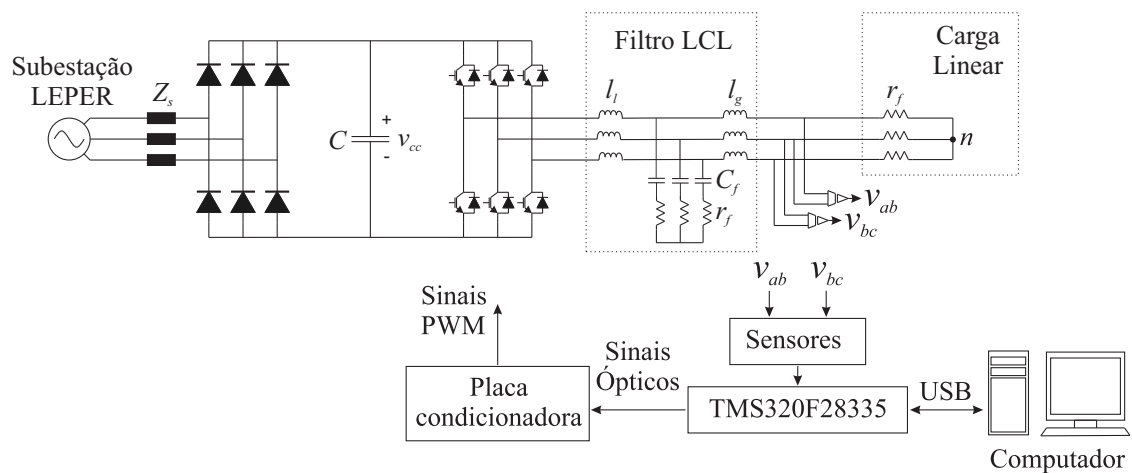 Subestação
LEPER
Z_s
C
+
v_cc
-
Filtro LCL
l_l
l_g
C_f
r_f
Carga
Linear
r_f
n
v_ab
v_bc
v_ab
v_bc
Sensores
Sinais
PWM
Placa
condicionadora
Sinais
Ópticos
TMS320F28335
USB
Computador